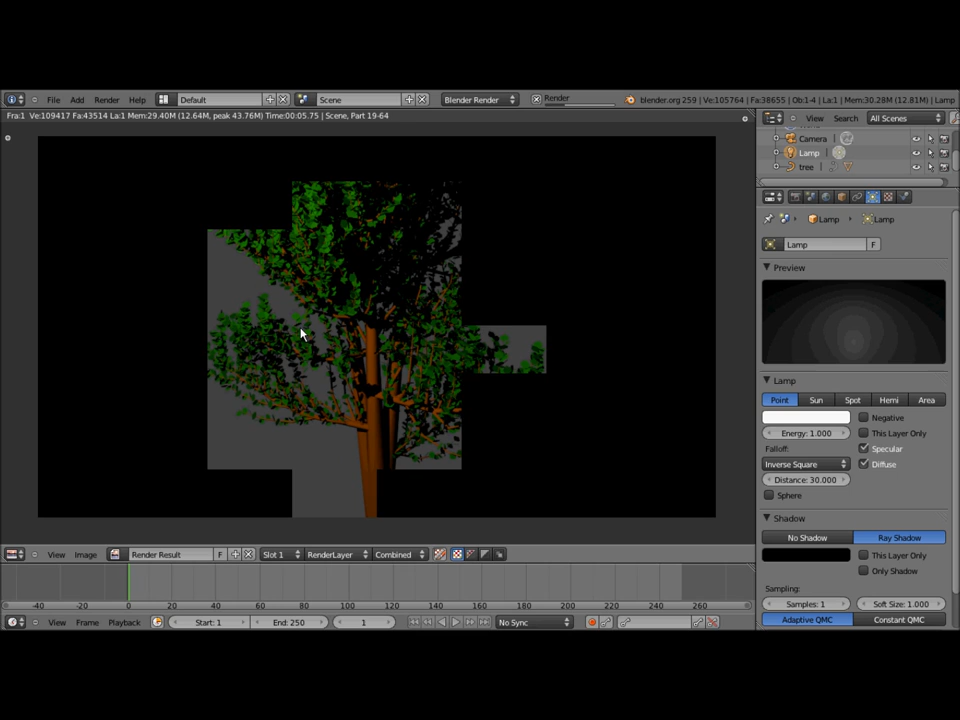 File Add Render Help Default Scene Blender Render Render blender.org 259 | Ve:105764 | Fa:38655 | Ob:1-4 | La:1 | Mem:30.28M (12.81M) | Lamp
Fra:1 Ve:109417 Fa:43514 La:1 Mem:29.40M (12.64M, peak 43.76M) Time:00:05.75 | Scene, Part 19-64
View Search All Scenes
Camera
Lamp
tree
Lamp Lamp
Lamp F
Preview
Lamp
Point Sun Spot Hemi Area
Negative
Energy: 1.000 This Layer Only
Falloff: Specular
Inverse Square Diffuse
Distance: 30.000
Sphere
Shadow
No Shadow Ray Shadow
This Layer Only
Only Shadow
Sampling:
Samples: 1 Soft Size: 1.000
Adaptive QMC Constant QMC
View Image Render Result F Slot 1 RenderLayer Combined
-40 -20 0 20 40 60 80 100 120 140 160 180 200 220 240 260
View Frame Playback Start: 1 End: 250 1 No Sync